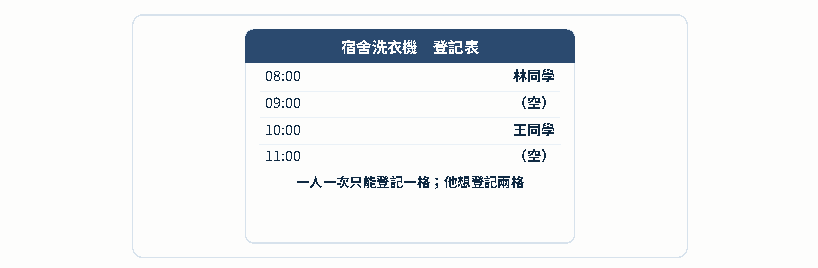 宿舍洗衣機　登記表
08:00 林同學
09:00 （空）
10:00 王同學
11:00 （空）
一人一次只能登記一格；他想登記兩格